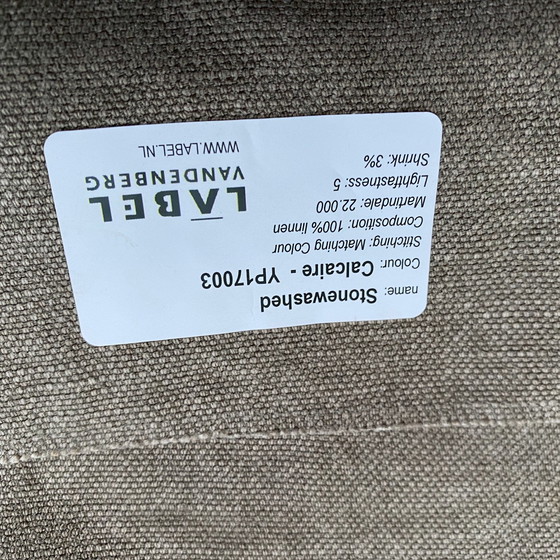 name: Stonewashed
Colour: Calcaire - YP17003
Stitching: Matching Colour
Composition: 100% linnen
Martindale: 22.000
Lightfastness: 5
Shrink: 3%
LABEL
VANDENBERG
WWW.LABEL.NL